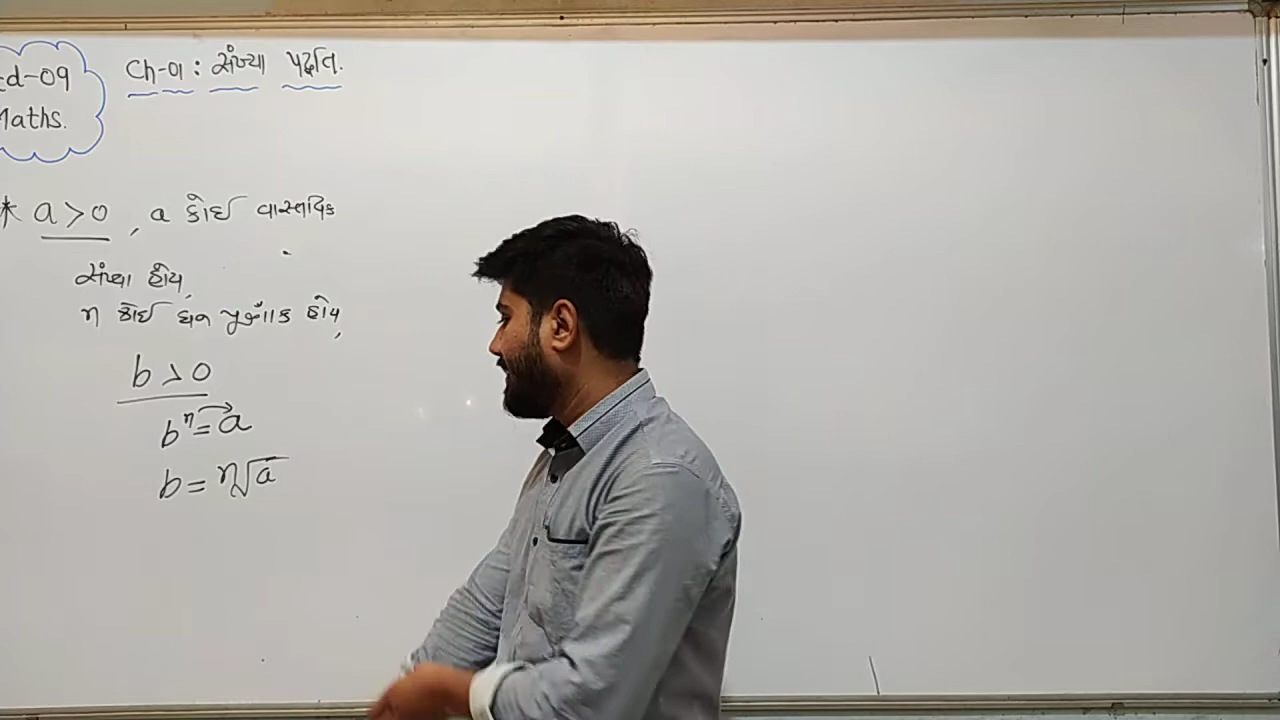 d-09
Maths.
Ch-01 : સંખ્યા પદ્ધતિ.
* a > 0 , a કોઈ વાસ્તવિક
સંખ્યા હોય,
n કોઈ ધન પૂર્ણાંક હોય,
b > 0
bⁿ = a
b = ⁿ√a